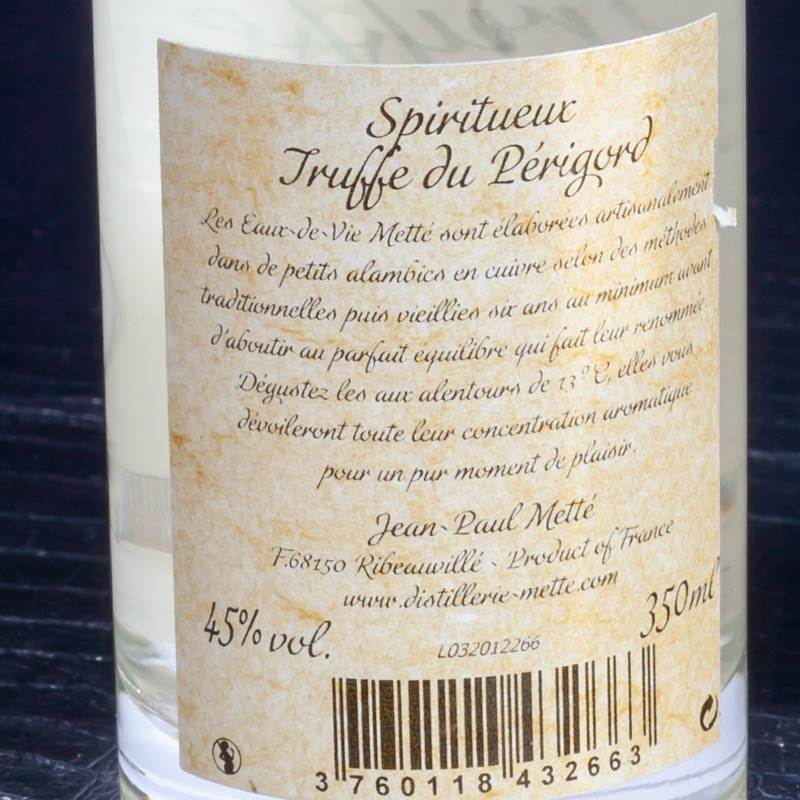 Spiritueux
Truffe du Périgord
Les Eaux-de-Vie Metté sont élaborées artisanalement
dans de petits alambics en cuivre selon des méthodes
traditionnelles puis vieillies six ans au minimum avant
d'aboutir au parfait équilibre qui fait leur renommée.
Dégustez les aux alentours de 13°C, elles vous
dévoileront toute leur concentration aromatique
pour un pur moment de plaisir.
Jean-Paul Metté
F.68150 Ribeauvillé - Product of France
www.distillerie-mette.com
45% vol.
350ml
L032012266
3 760118 432663